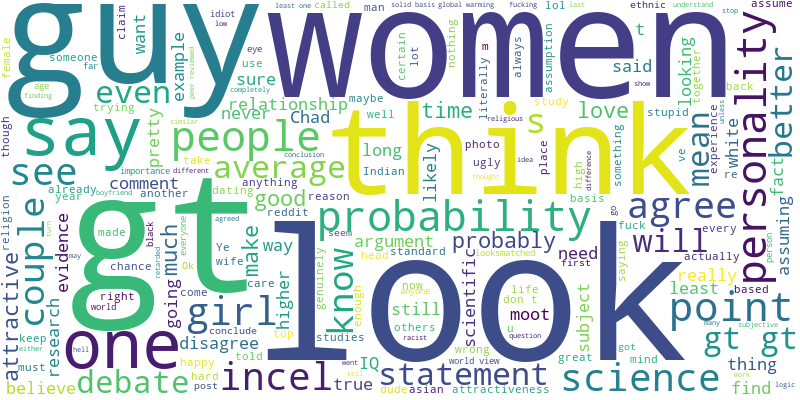 guy
women
female
claim
someone
far
want
example
idiot
low
least one
called
eye
use
peer reviewed
man
solid basis
global warming
nothing
fucking
certain
lot
lol
m
literally
always
last
ethnic
assumption
t
said
understand
stop
looking
together
show
assume
personality
back
better
though
age
finding
even
sure
completely
trying
relationship
never
Chad
maybe
well
time
study
s
love
stupid
mean
white
experience
unless
re
fact
assuming
say
pretty
similar
people
think
religious
see
importance
different
take
conclusion
average
long
Indian
photo
ugly
idea
likely
place
high
difference
something
ve
comment
already
year
boyfriend
another
dating
anything
good
reason
thought
basis
reddit
probability
agree
go
gt
made
black
agreed
everyone
Ye
wife
seem
genuinely
argument
head
standard
looksmatched
probably
need
first
will
saying
fuck
every
actually
person
really
religion
couple
evidence
turn
may
chance
right
world
retarded
Ok
much
going
come
make
way
care
higher
know
enough
now
anyone
still
others
racist
life
don t
u
question
moot
scientific
subject
least
based
point
many
subjective
attractive
research
keep
either
must
believe
one
hell
debate
girl
disagree
conclude
happy
hard
post
told
top
incel
look
studies
IQ
true
went
tell
dude
wrong
world view
statement
asian
attractiveness
great
science
got
mind
work
gt gt
thing
find
logic